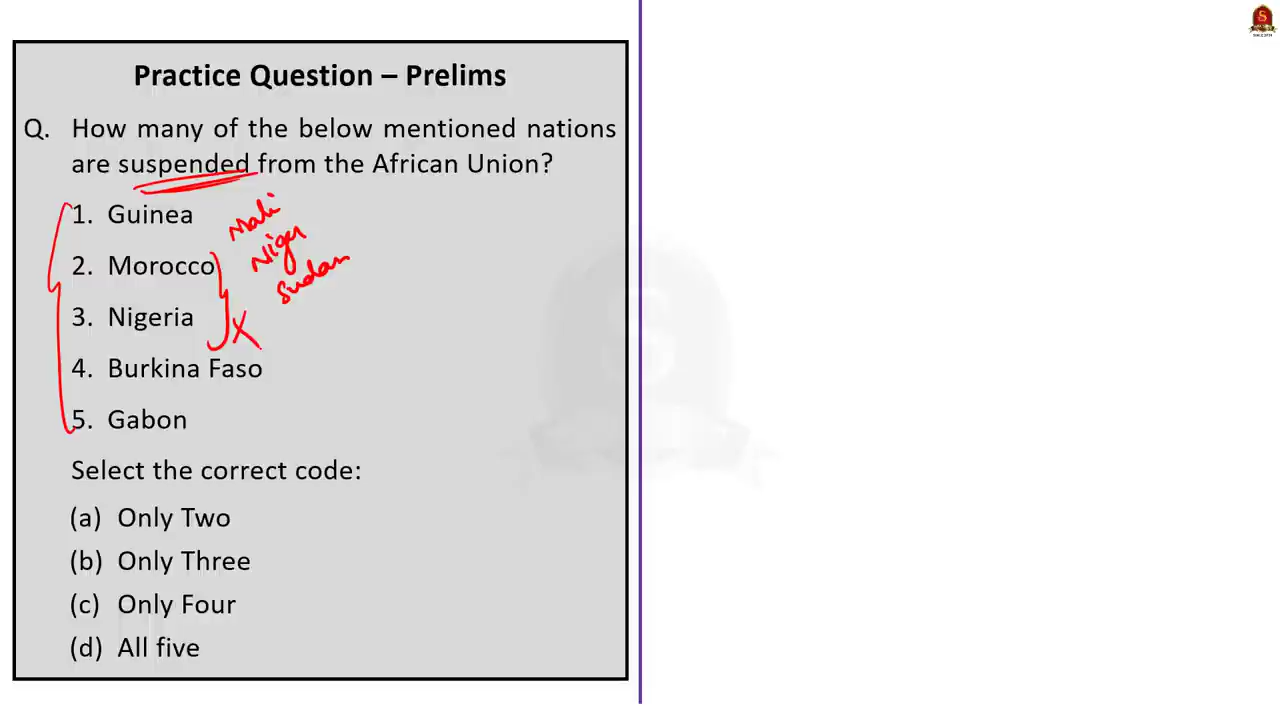 Practice Question – Prelims
Q. How many of the below mentioned nations
are suspended from the African Union?
1. Guinea
Mali
2. Morocco
Niger
Sudan
3. Nigeria
X
4. Burkina Faso
5. Gabon
Select the correct code:
(a) Only Two
(b) Only Three
(c) Only Four
(d) All five
S